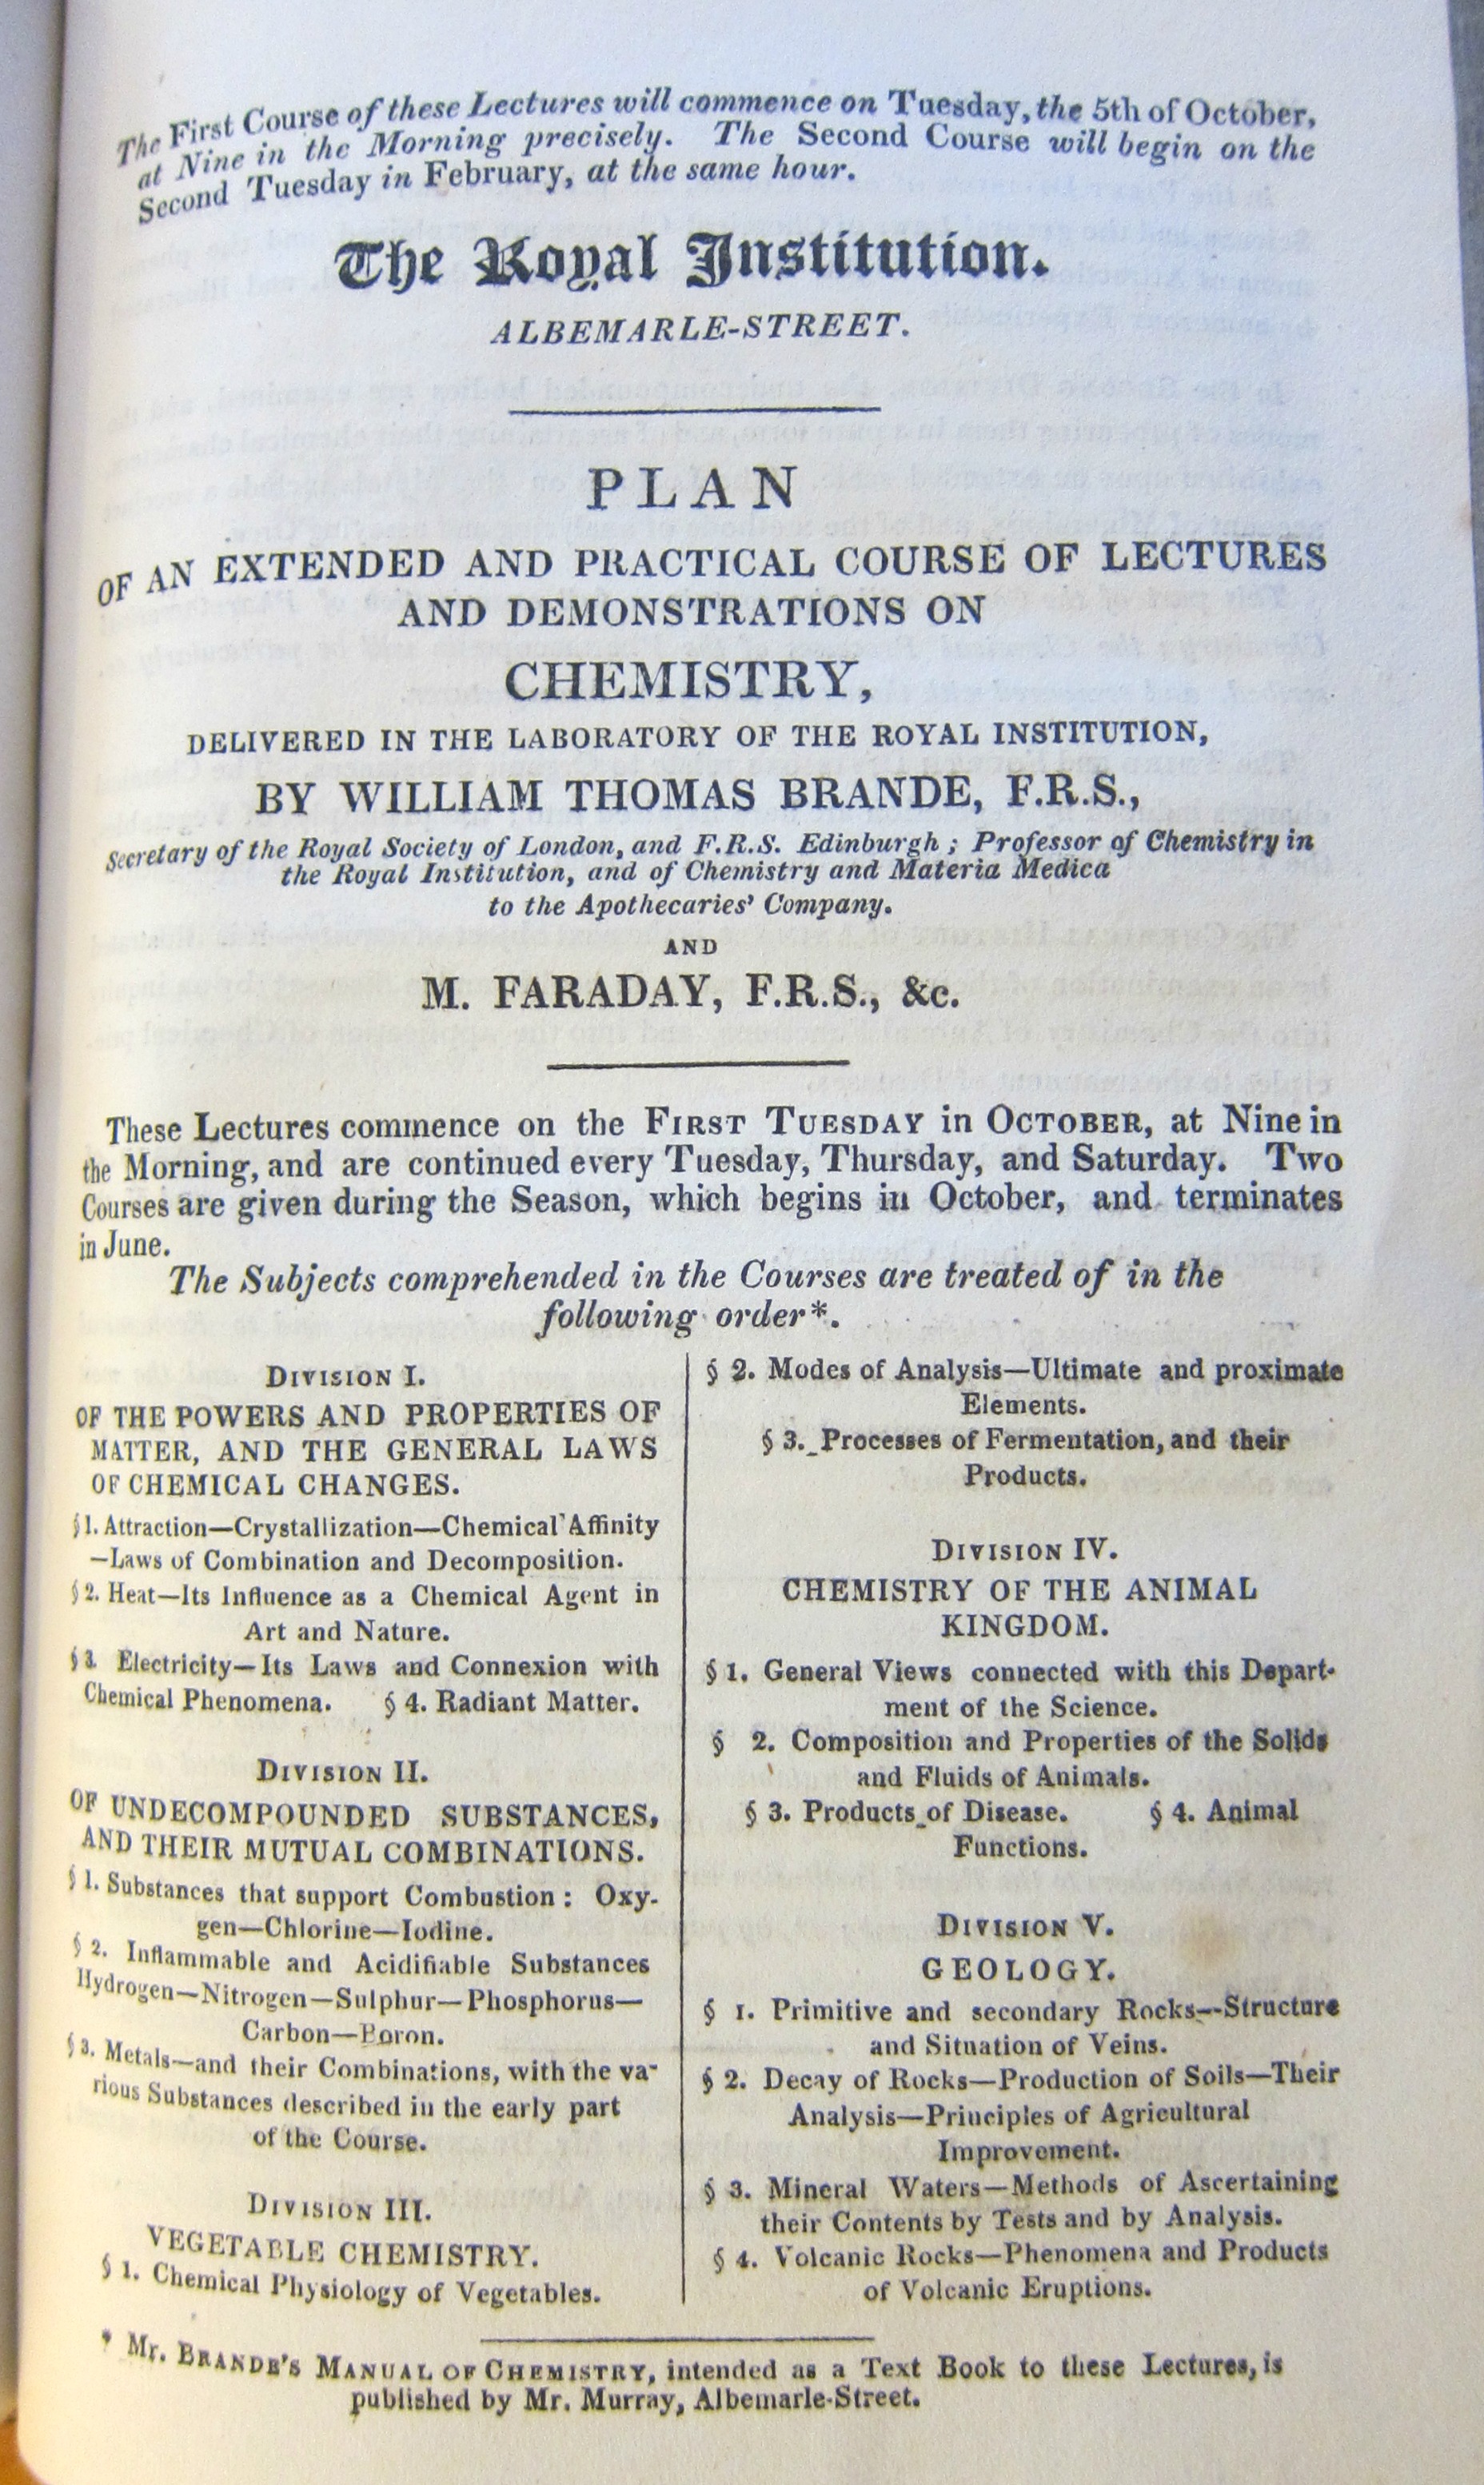 The First Course of these Lectures will commence on Tuesday, the 5th of October,
at Nine in the Morning precisely. The Second Course will begin on the
Second Tuesday in February, at the same hour.
The Royal Institution.
ALBEMARLE-STREET.
PLAN
OF AN EXTENDED AND PRACTICAL COURSE OF LECTURES
AND DEMONSTRATIONS ON
CHEMISTRY,
DELIVERED IN THE LABORATORY OF THE ROYAL INSTITUTION,
BY WILLIAM THOMAS BRANDE, F.R.S.,
Secretary of the Royal Society of London, and F.R.S. Edinburgh; Professor of Chemistry in
the Royal Institution, and of Chemistry and Materia Medica
to the Apothecaries' Company.
AND
M. FARADAY, F.R.S., &c.
These Lectures commence on the FIRST TUESDAY in OCTOBER, at Nine in
the Morning, and are continued every Tuesday, Thursday, and Saturday. Two
Courses are given during the Season, which begins in October, and terminates
in June.
The Subjects comprehended in the Courses are treated of in the
following order*.
DIVISION I.
OF THE POWERS AND PROPERTIES OF
MATTER, AND THE GENERAL LAWS
OF CHEMICAL CHANGES.
§ 1. Attraction—Crystallization—Chemical Affinity
—Laws of Combination and Decomposition.
§ 2. Heat—Its Influence as a Chemical Agent in
Art and Nature.
§ 3. Electricity—Its Laws and Connexion with
Chemical Phenomena. § 4. Radiant Matter.
DIVISION II.
OF UNDECOMPOUNDED SUBSTANCES,
AND THEIR MUTUAL COMBINATIONS.
§ 1. Substances that support Combustion: Oxy-
gen—Chlorine—Iodine.
§ 2. Inflammable and Acidifiable Substances
Hydrogen—Nitrogen—Sulphur—Phosphorus—
Carbon—Boron.
§ 3. Metals—and their Combinations, with the va-
rious Substances described in the early part
of the Course.
DIVISION III.
VEGETABLE CHEMISTRY.
§ 1. Chemical Physiology of Vegetables.
§ 2. Modes of Analysis—Ultimate and proximate
Elements.
§ 3. Processes of Fermentation, and their
Products.
DIVISION IV.
CHEMISTRY OF THE ANIMAL
KINGDOM.
§ 1. General Views connected with this Depart-
ment of the Science.
§ 2. Composition and Properties of the Solids
and Fluids of Animals.
§ 3. Products of Disease. § 4. Animal
Functions.
DIVISION V.
GEOLOGY.
§ 1. Primitive and secondary Rocks—Structure
and Situation of Veins.
§ 2. Decay of Rocks—Production of Soils—Their
Analysis—Principles of Agricultural
Improvement.
§ 3. Mineral Waters—Methods of Ascertaining
their Contents by Tests and by Analysis.
§ 4. Volcanic Rocks—Phenomena and Products
of Volcanic Eruptions.
* Mr. BRANDE'S MANUAL OF CHEMISTRY, intended as a Text Book to these Lectures, is
published by Mr. Murray, Albemarle-Street.